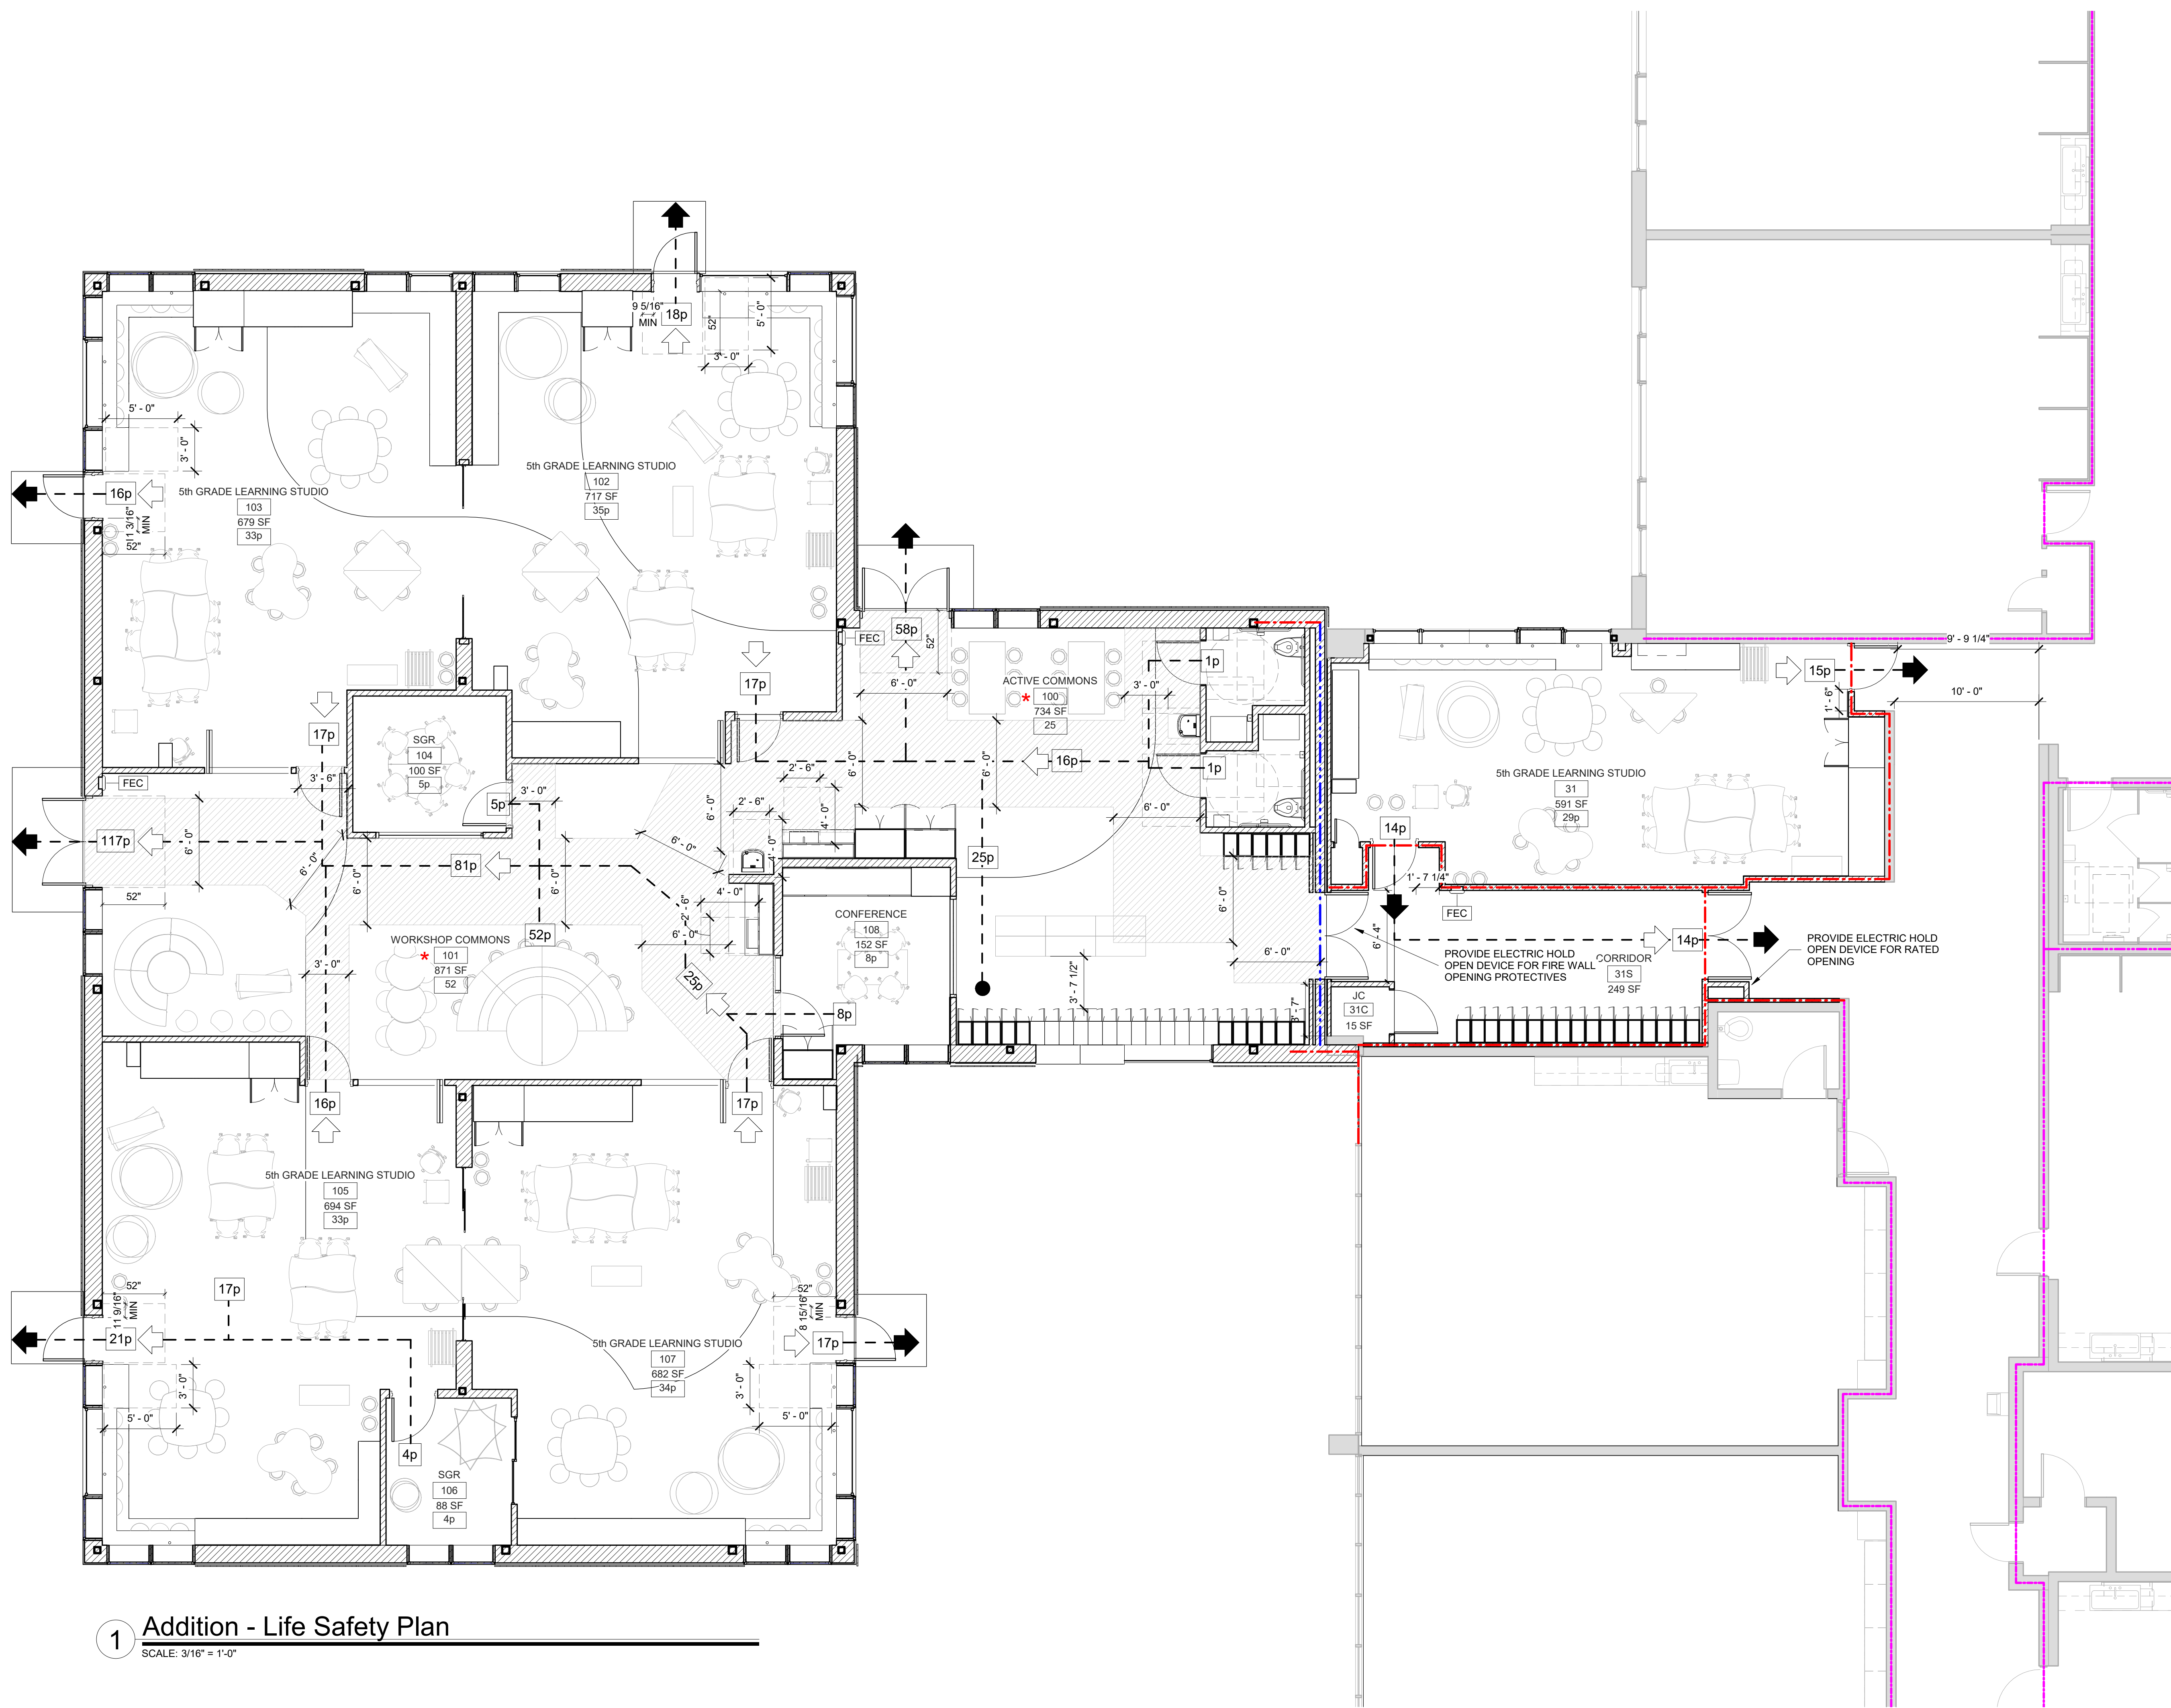 9' - 9 1/4"
10' - 0"
9 5/16"
MIN
18p
52"
5' - 0"
3' - 0"
5' - 0"
3' - 0"
16p
11 3/16"
MIN
52"
5th GRADE LEARNING STUDIO
103
679 SF
33p
5th GRADE LEARNING STUDIO
102
717 SF
35p
FEC
58p
52"
6' - 0"
17p
ACTIVE COMMONS
* 100
734 SF
25
3' - 0"
1p
1p
16p
6' - 0"
6' - 0"
6' - 0"
15p
1' - 6"
17p
SGR
104
100 SF
5p
5p
3' - 0"
FEC
3' - 6"
2' - 6"
2' - 6"
6' - 0"
4' - 0"
4' - 0"
6' - 0"
5th GRADE LEARNING STUDIO
31
591 SF
29p
14p
1' - 7 1/4"
FEC
117p
6' - 0"
6' - 0"
6' - 0"
81p
6' - 0"
52"
25p
6' - 0"
4' - 0"
2' - 6"
6' - 0"
CONFERENCE
108
152 SF
8p
52p
WORKSHOP COMMONS
* 101
871 SF
52
3' - 0"
25p
8p
3' - 7 1/2"
6' - 0"
3' - 7"
6' - 4"
14p
PROVIDE ELECTRIC HOLD
OPEN DEVICE FOR FIRE WALL
OPENING PROTECTIVES
CORRIDOR
31S
249 SF
PROVIDE ELECTRIC HOLD
OPEN DEVICE FOR RATED
OPENING
JC
31C
15 SF
16p
17p
5th GRADE LEARNING STUDIO
105
694 SF
33p
52"
11 9/16"
MIN
17p
21p
3' - 0"
5' - 0"
4p
SGR
106
88 SF
4p
5th GRADE LEARNING STUDIO
107
682 SF
34p
52"
8 15/16"
MIN
17p
3' - 0"
5' - 0"
1 Addition - Life Safety Plan
SCALE: 3/16" = 1'-0"